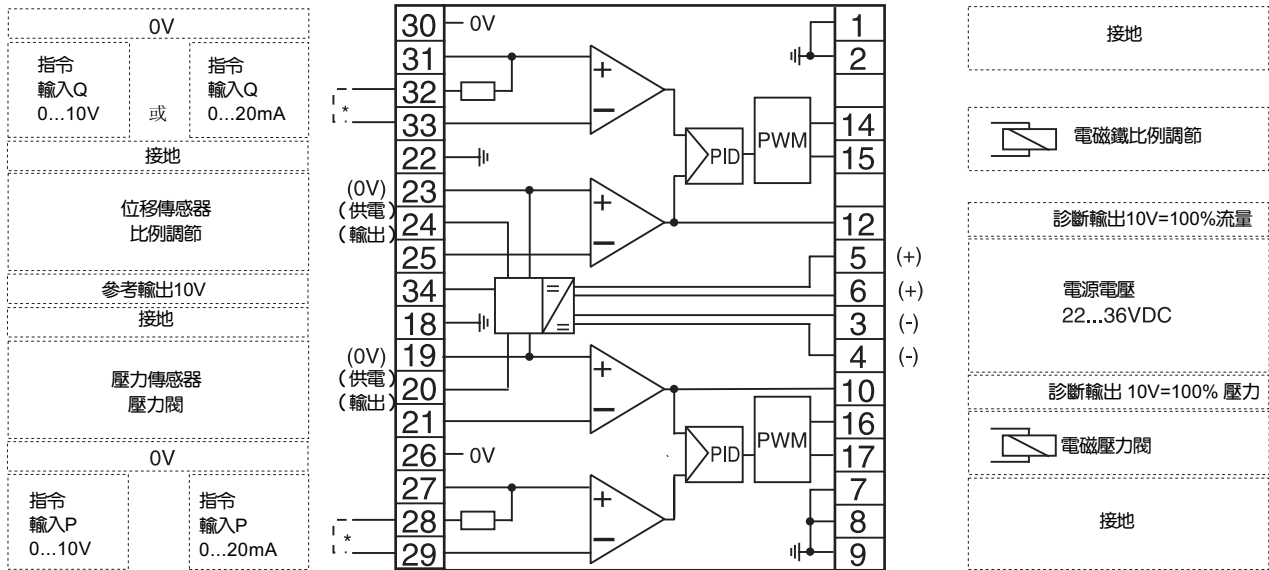 0V
指令
輸入Q
0...10V
或
指令
輸入Q
0...20mA
接地
位移傳感器
比例調節
參考輸出10V
接地
壓力傳感器
壓力閥
0V
指令
輸入P
0...10V
指令
輸入P
0...20mA
*
(0V)
(供電)
(輸出)
(0V)
(供電)
(輸出)
*
30
31
32
33
22
23
24
25
34
18
19
20
21
26
27
28
29
0V
+
−
PID
PWM
+
−
=
=
+
−
0V
PID
PWM
+
−
1
2
14
15
12
5
6
3
4
10
16
17
7
8
9
(+)
(+)
(-)
(-)
接地
電磁鐵比例調節
診斷輸出10V=100%流量
電源電壓
22...36VDC
診斷輸出 10V=100% 壓力
電磁壓力閥
接地